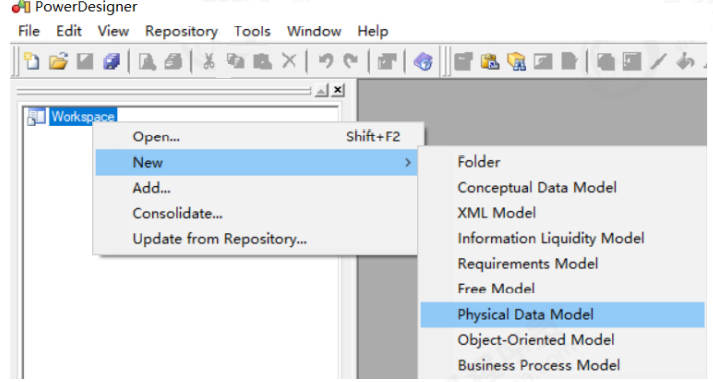 PowerDesigner
File Edit View Repository Tools Window Help
Workspace
Open... Shift+F2
New >
Add...
Consolidate...
Update from Repository...
Folder
Conceptual Data Model
XML Model
Information Liquidity Model
Requirements Model
Free Model
Physical Data Model
Object-Oriented Model
Business Process Model